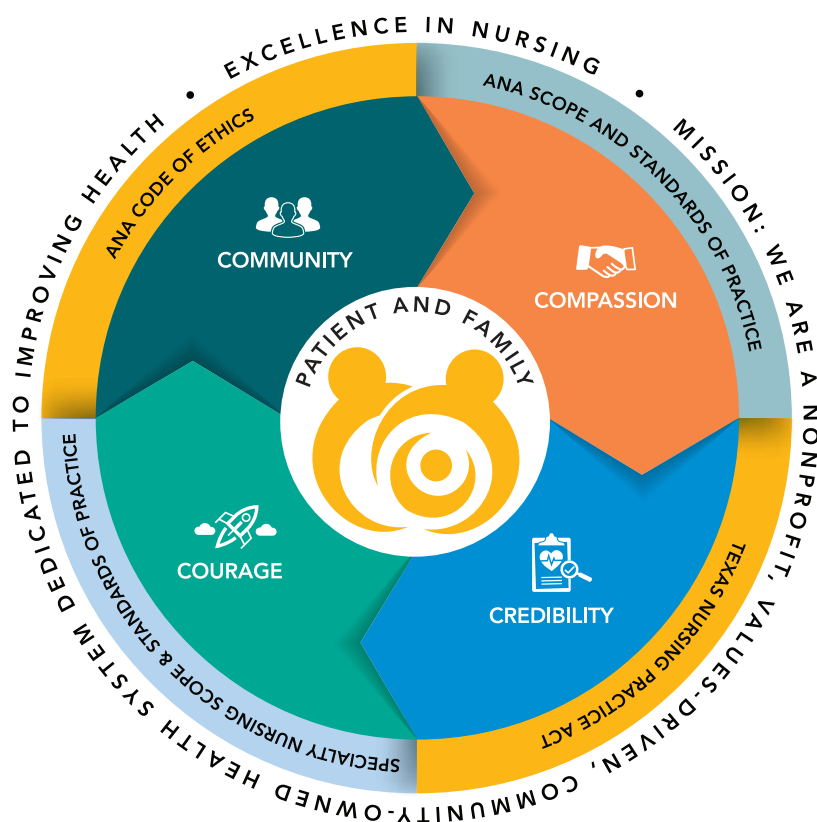 EXCELLENCE IN NURSING
•
MISSION: WE ARE A NONPROFIT, VALUES-DRIVEN, COMMUNITY-OWNED HEALTH SYSTEM DEDICATED TO IMPROVING HEALTH
•
ANA CODE OF ETHICS
ANA SCOPE AND STANDARDS OF PRACTICE
TEXAS NURSING PRACTICE ACT
SPECIALTY NURSING SCOPE & STANDARDS OF PRACTICE
COMMUNITY
COMPASSION
CREDIBILITY
COURAGE
PATIENT AND FAMILY